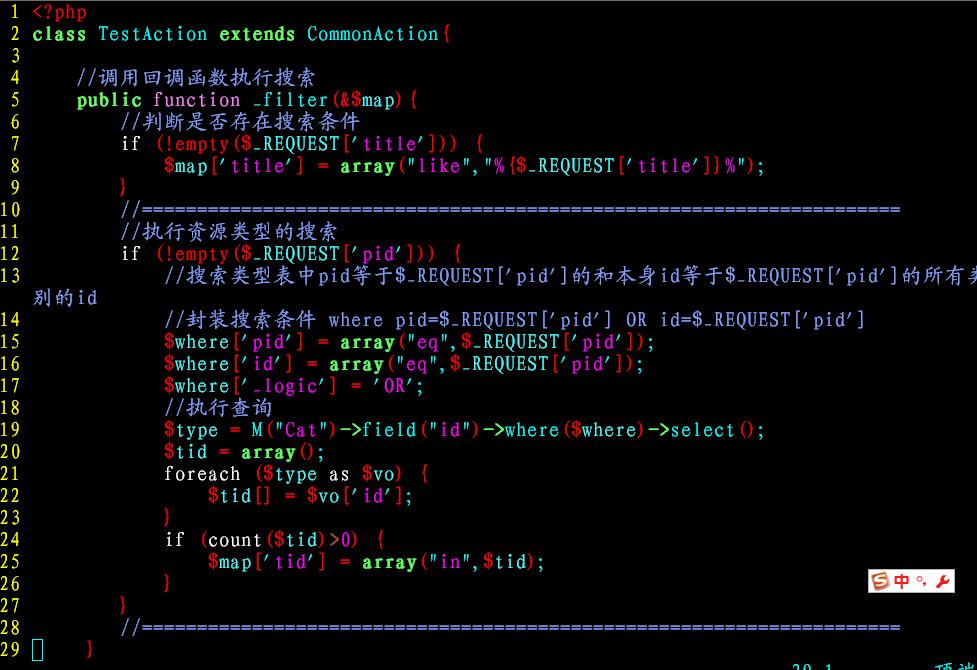 1 <?php
2 class TestAction extends CommonAction{
3
4     //调用回调函数执行搜索
5     public function _filter(&$map){
6         //判断是否存在搜索条件
7         if (!empty($_REQUEST['title'])) {
8             $map['title'] = array("like","%{$_REQUEST['title']}%");
9         }
10         //=====================================================================
11         //执行资源类型的搜索
12         if (!empty($_REQUEST['pid'])) {
13             //搜索类型表中pid等于$_REQUEST['pid']的和本身id等于$_REQUEST['pid']的所有类
别的id
14             //封装搜索条件 where pid=$_REQUEST['pid'] OR id=$_REQUEST['pid']
15             $where['pid'] = array("eq",$_REQUEST['pid']);
16             $where['id'] = array("eq",$_REQUEST['pid']);
17             $where['_logic'] = 'OR';
18             //执行查询
19             $type = M("Cat")->field("id")->where($where)->select();
20             $tid = array();
21             foreach ($type as $vo) {
22                 $tid[] = $vo['id'];
23             }
24             if (count($tid)>0) {
25                 $map['tid'] = array("in",$tid);
26             }
27         }
28         //=====================================================================
29     }
S 中 °,